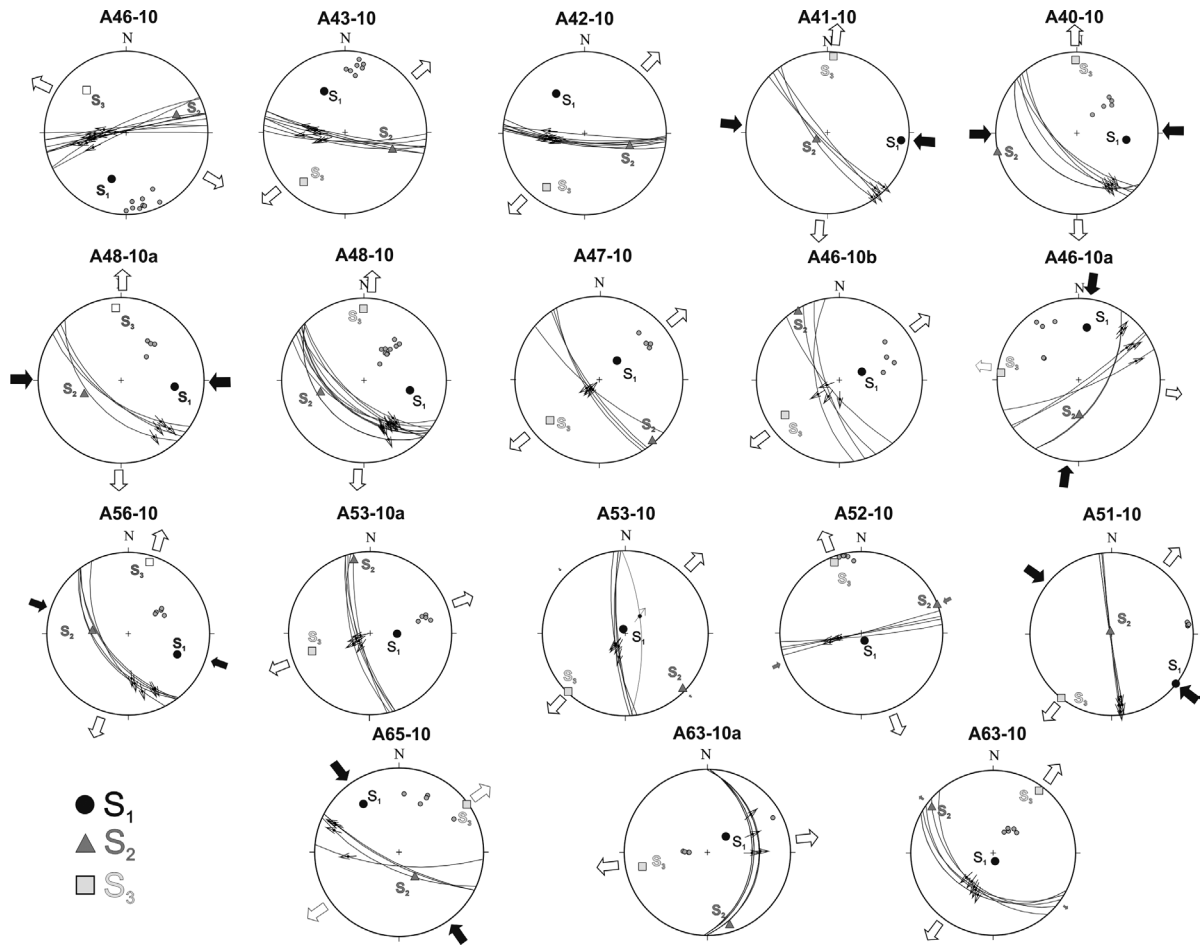 A46-10 A43-10 A42-10 A41-10 A40-10
N N N N N
S3 S2 S1
S1 S2 S3
S1 S2 S3
S3 S2 S1
S2 S1
A48-10a A48-10 A47-10 A46-10b A46-10a
N N N N
S3 S2 S1
S2 S1
S1 S2 S3
S2 S1 S3
S1 S3 S2
A56-10 A53-10a A53-10 A52-10 A51-10
N N N N N
S3 S2 S1
S2 S3 S1
S1 S3 S2
S3 S2 S1
S2 S1 S3
A65-10 A63-10a A63-10
N N N
S1 S3 S2
S1 S3 S2
S3 S2 S1
S1
S2
S3